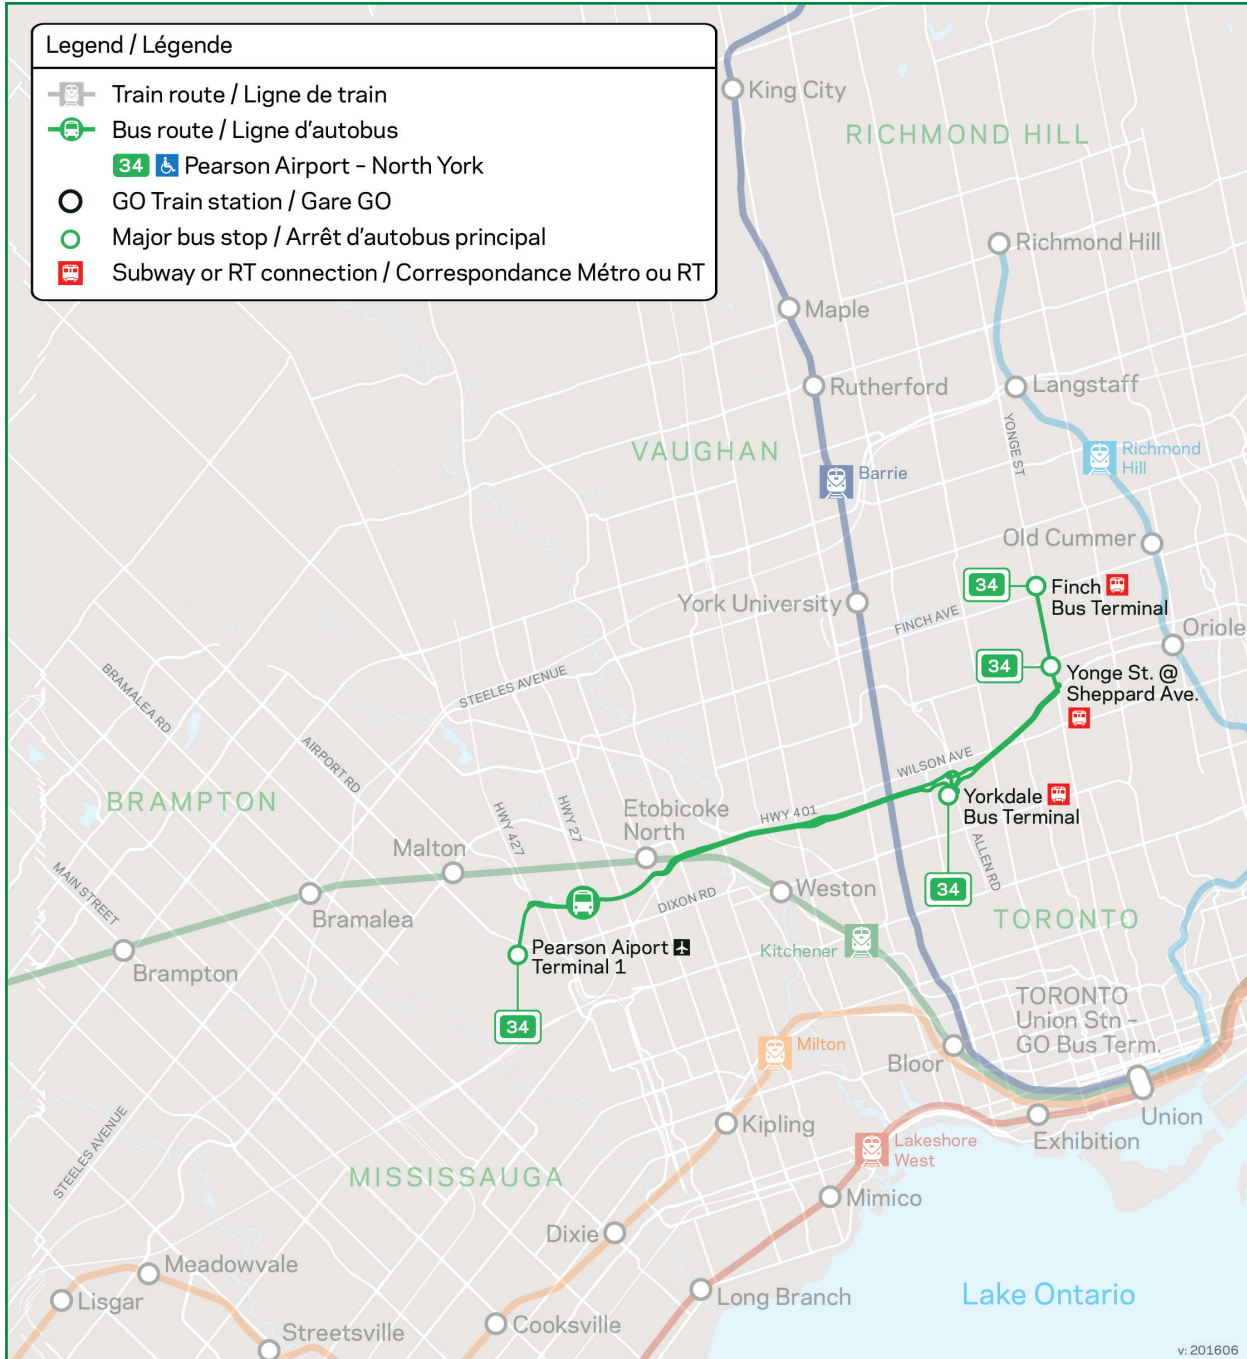 Legend / Légende
Train route / Ligne de train
Bus route / Ligne d'autobus
34 Pearson Airport – North York
GO Train station / Gare GO
Major bus stop / Arrêt d'autobus principal
Subway or RT connection / Correspondance Métro ou RT
King City
RICHMOND HILL
Richmond Hill
Maple
Rutherford
Langstaff
YONGE ST
VAUGHAN
Richmond
Hill
Barrie
Old Cummer
34
Finch
Bus Terminal
York University
FINCH AVE
Oriole
34
Yonge St. @
Sheppard Ave.
BRAMALEA RD
STEELES AVENUE
AIRPORT RD
WILSON AVE
BRAMPTON
HWY 427
HWY 27
Etobicoke
North
HWY 401
Yorkdale
Bus Terminal
ALLEN RD
Malton
MAIN STREET
34
Bramalea
DIXON RD
Weston
TORONTO
Pearson Aiport
Terminal 1
Kitchener
Brampton
34
TORONTO
Union Stn –
GO Bus Term.
Milton
Bloor
Union
Kipling
Exhibition
Lakeshore
West
STEELES AVENUE
MISSISSAUGA
Mimico
Dixie
Meadowvale
Lisgar
Long Branch
Lake Ontario
Cooksville
Streetsville
v: 201606